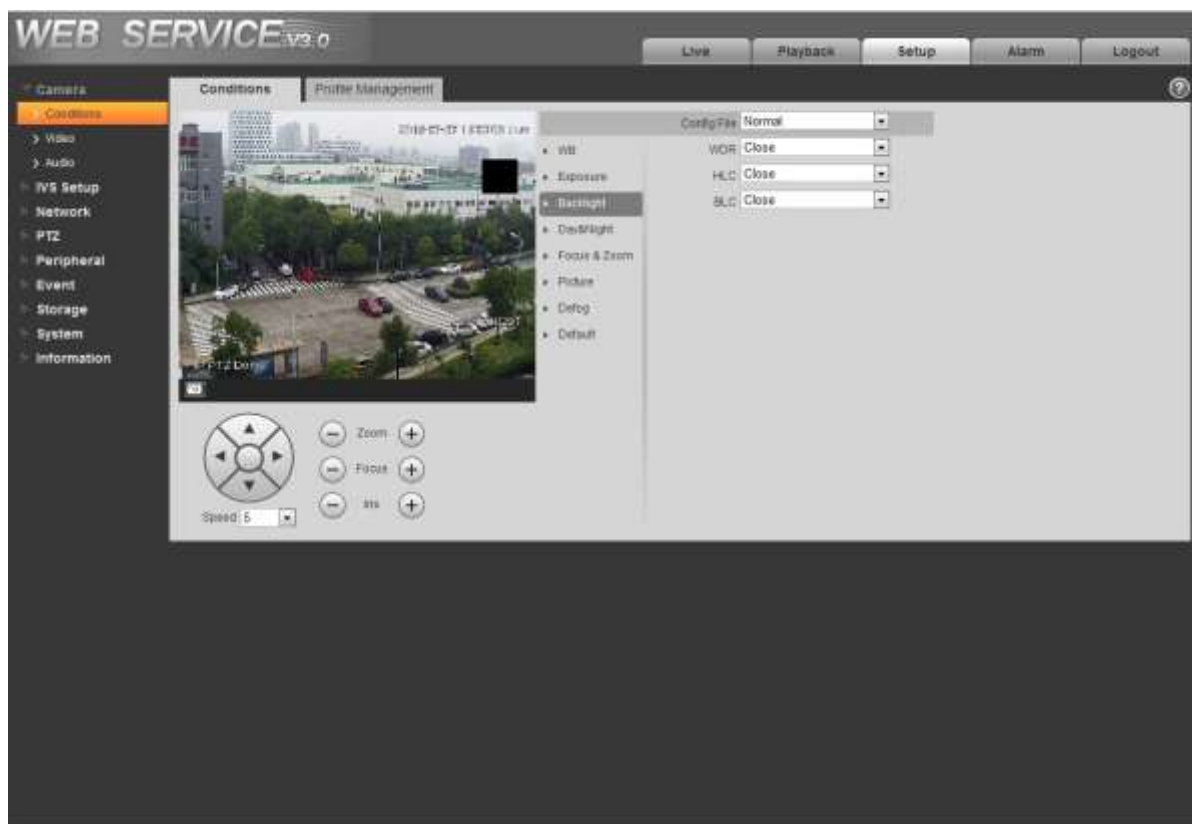 WEB SERVICE V3.0
Live
Playback
Setup
Alarm
Logout
Camera
Conditions
Video
Audio
IVS Setup
Network
PTZ
Peripheral
Event
Storage
System
Information
Conditions
Profile Management
PTZ
Zoom
Focus
Iris
Speed 5
WB
Exposure
Backlight
Day&Night
Focus & Zoom
Picture
Defog
Default
Config File Normal
WDR Close
HLC Close
BLC Close